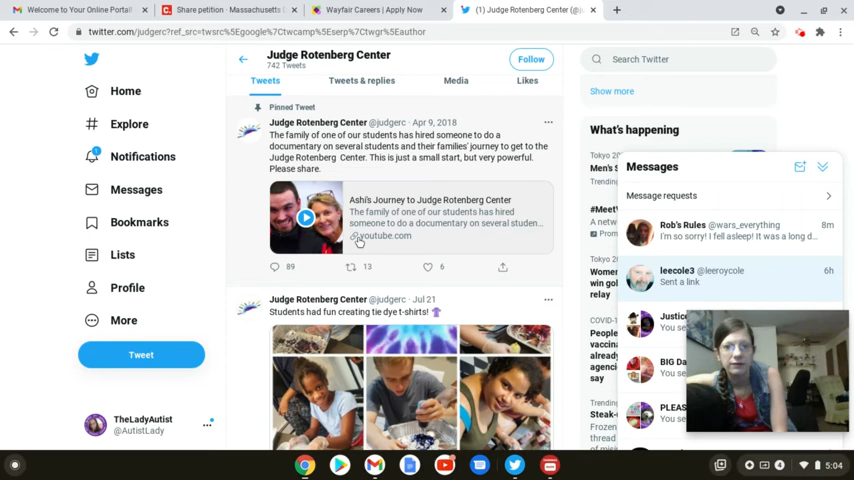 Welcome to Your Online Portal
Share petition · Massachusetts
Wayfair Careers | Apply Now
(1) Judge Rotenberg Center (@ju
twitter.com/judgerc?ref_src=twsrc%5Egoogle%7Ctwcamp%5Eserp%7Ctwgr%5Eauthor
Judge Rotenberg Center
742 Tweets
Follow
Search Twitter
Tweets
Tweets & replies
Media
Likes
Home
Explore
1
Notifications
Messages
Bookmarks
Lists
Profile
More
Tweet
TheLadyAutist
@AutistLady
Pinned Tweet
Judge Rotenberg Center @judgerc · Apr 9, 2018
The family of one of our students has hired someone to do a
documentary on several students and their families' journey to get to the
Judge Rotenberg Center. This is just a small start, but very powerful.
Please share.
Ashi's Journey to Judge Rotenberg Center
The family of one of our students has hired
someone to do a documentary on several studen...
youtube.com
89
13
6
Judge Rotenberg Center @judgerc · Jul 21
Students had fun creating tie dye t-shirts!
Show more
What's happening
Tokyo
Men's
Trending
#Meet
A netw
Promo
Tokyo
Women
win gol
relay
COVID-1
People
vaccina
already
agenci
say
Trending
Steak-
Frozen
thread
of
Messages
Message requests
Rob's Rules @wars_everything
8m
I'm so sorry! I fell asleep! It was a long d...
leecole3 @leeroycole
6h
Sent a link
Justic
You se
BIG Da
You se
PLEAS
You se
4
5:04